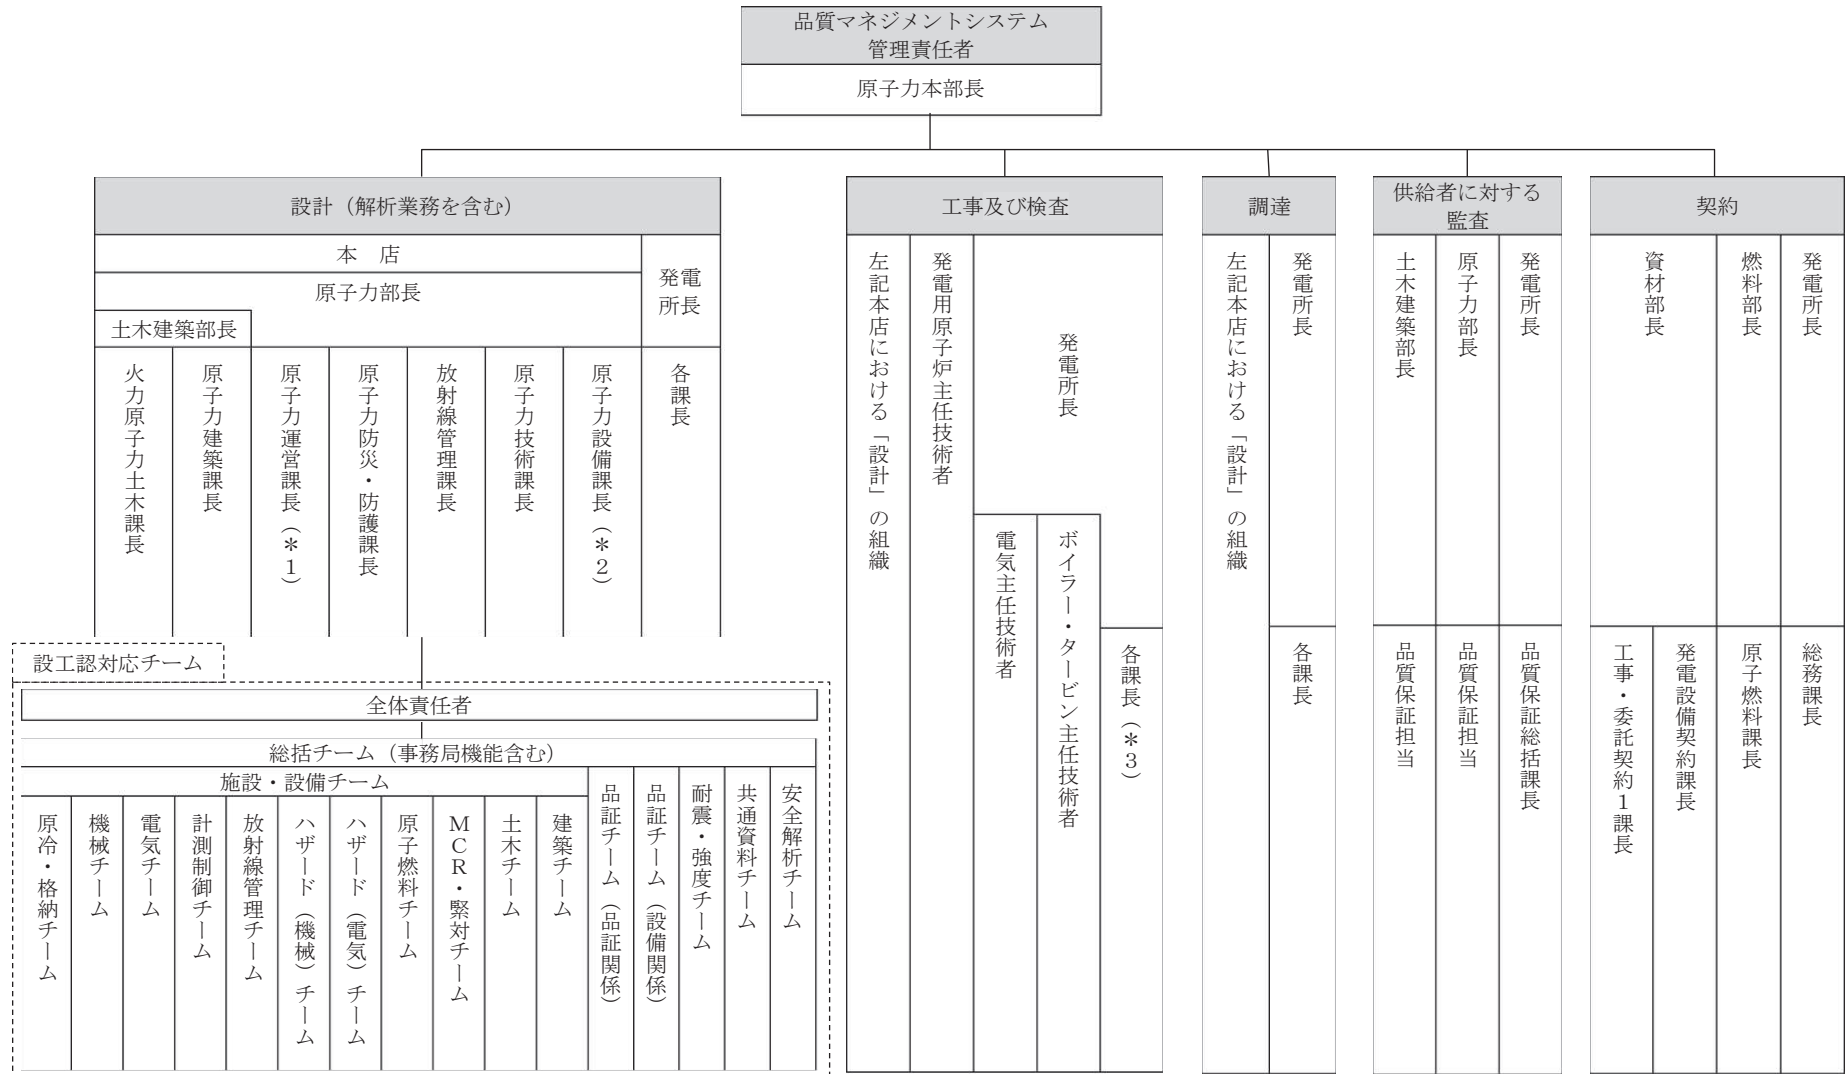 品質マネジメントシステム
管理責任者
原子力本部長
設計（解析業務を含む）
本　店
原子力部長
土木建築部長
発電
所長
火力原子力土木課長
原子力建築課長
原子力運営課長（＊１）
原子力防災・防護課長
放射線管理課長
原子力技術課長
原子力設備課長（＊２）
各課長
設工認対応チーム
全体責任者
総括チーム（事務局機能含む）
施設・設備チーム
原冷・格納チーム
機械チーム
電気チーム
計測制御チーム
放射線管理チーム
ハザード（機械）チーム
ハザード（電気）チーム
原子燃料チーム
ＭＣＲ・緊対チーム
土木チーム
建築チーム
品証チーム（品証関係）
品証チーム（設備関係）
耐震・強度チーム
共通資料チーム
安全解析チーム
工事及び検査
左記本店における「設計」の組織
発電用原子炉主任技術者
発電所長
電気主任技術者
ボイラー・タービン主任技術者
各課長（＊３）
調達
左記本店における「設計」の組織
発電所長
各課長
供給者に対する
監査
土木建築部長
原子力部長
発電所長
品質保証担当
品質保証担当
品質保証総括課長
契約
資材部長
燃料部長
発電所長
工事・委託契約１課長
発電設備契約課長
原子燃料課長
総務課長